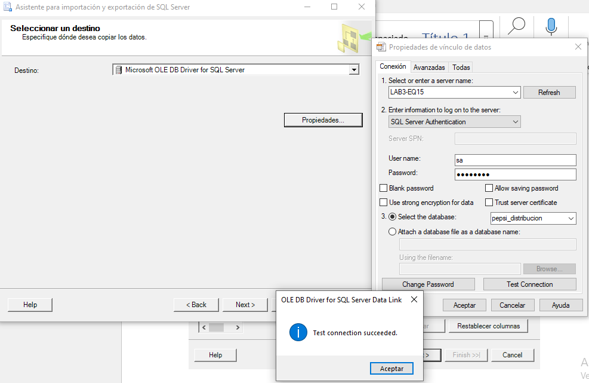 Asistente para importación y exportación de SQL Server
Seleccionar un destino
Especifique dónde desea copiar los datos.
Destino:
Microsoft OLE DB Driver for SQL Server
Propiedades...
Help
< Back
Next >
Título 1
Propiedades de vínculo de datos
Conexión
Avanzadas
Todas
1. Select or enter a server name:
LAB3-EQ15
Refresh
2. Enter information to log on to the server:
SQL Server Authentication
Server SPN:
User name:
sa
Password:
●●●●●●●●
Blank password
Allow saving password
Use strong encryption for data
Trust server certificate
3.
Select the database:
pepsi_distribucion
Attach a database file as a database name:
Using the filename:
Browse...
Change Password
Test Connection
Aceptar
Cancelar
Ayuda
OLE DB Driver for SQL Server Data Link
Test connection succeeded.
Aceptar
Restablecer columnas
Help
>
Finish >>|
Cancel